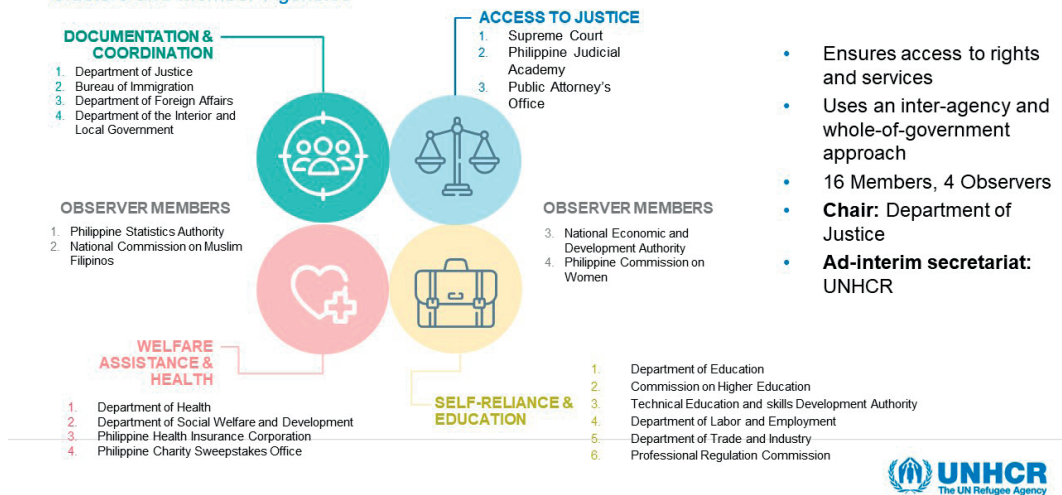 ACCESS TO JUSTICE
1. Supreme Court
2. Philippine Judicial
Academy
3. Public Attorney's
Office
DOCUMENTATION &
COORDINATION
1. Department of Justice
2. Bureau of Immigration
3. Department of Foreign Affairs
4. Department of the Interior and
Local Government
OBSERVER MEMBERS
1. Philippine Statistics Authority
2. National Commission on Muslim
Filipinos
OBSERVER MEMBERS
3. National Economic and
Development Authority
4. Philippine Commission on
Women
WELFARE
ASSISTANCE &
HEALTH
1. Department of Health
2. Department of Social Welfare and Development
3. Philippine Health Insurance Corporation
4. Philippine Charity Sweepstakes Office
SELF-RELIANCE &
EDUCATION
1. Department of Education
2. Commission on Higher Education
3. Technical Education and skills Development Authority
4. Department of Labor and Employment
5. Department of Trade and Industry
6. Professional Regulation Commission
• Ensures access to rights
and services
• Uses an inter-agency and
whole-of-government
approach
• 16 Members, 4 Observers
• Chair: Department of
Justice
• Ad-interim secretariat:
UNHCR
UNHCR
The UN Refugee Agency